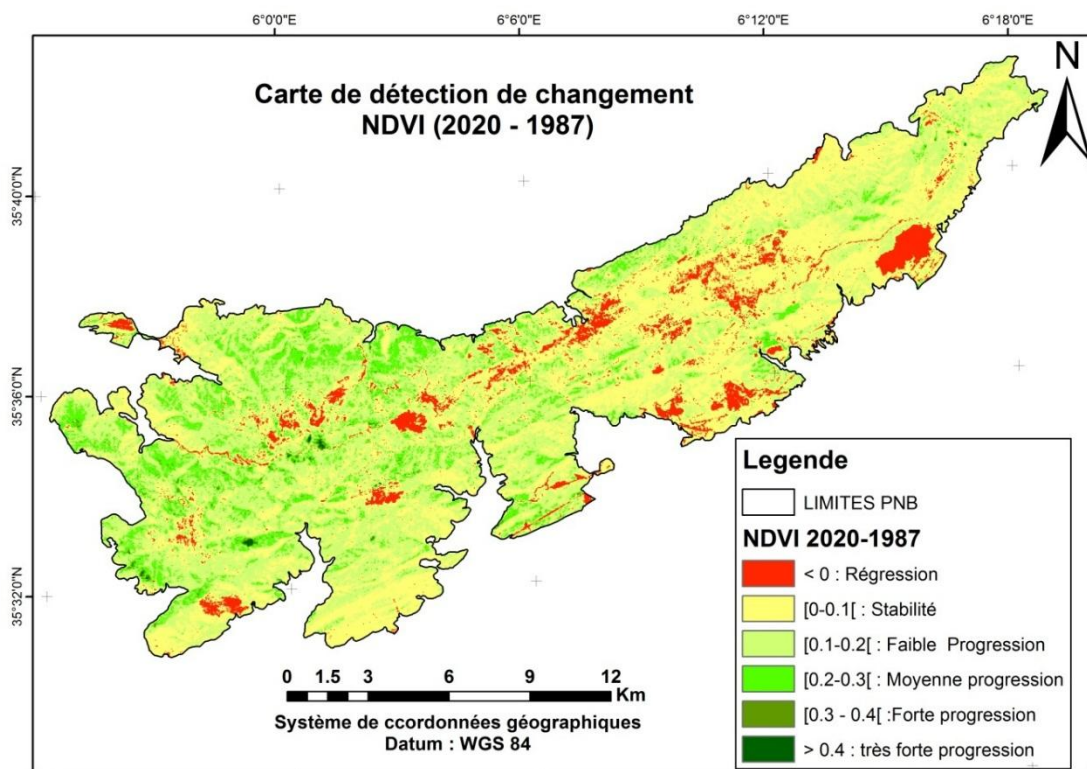 6°0'0"E
6°6'0"E
6°12'0"E
6°18'0"E
Carte de détection de changement
NDVI (2020 - 1987)
N
35°40'0"N
35°36'0"N
35°32'0"N
Legende
LIMITES PNB
NDVI 2020-1987
< 0 : Régression
[0-0.1[ : Stabilité
[0.1-0.2[ : Faible Progression
[0.2-0.3[ : Moyenne progression
[0.3 - 0.4[ :Forte progression
> 0.4 : très forte progression
0 1.5 3 6 9 12
Km
Système de ccordonnées géographiques
Datum : WGS 84